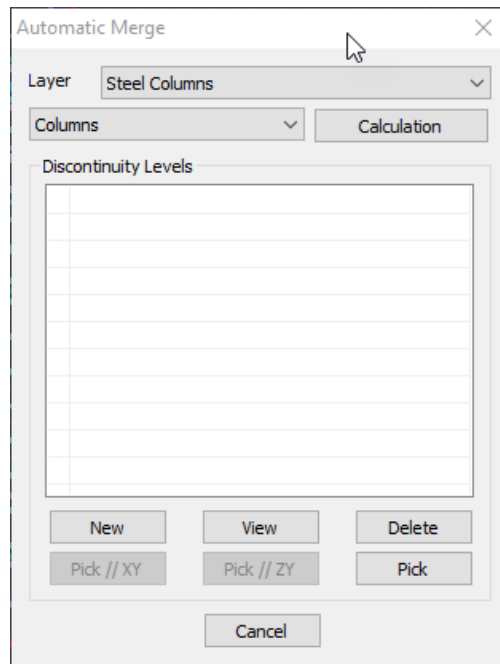 Automatic Merge
Layer Steel Columns
Columns Calculation
Discontinuity Levels
New View Delete
Pick // XY Pick // ZY Pick
Cancel